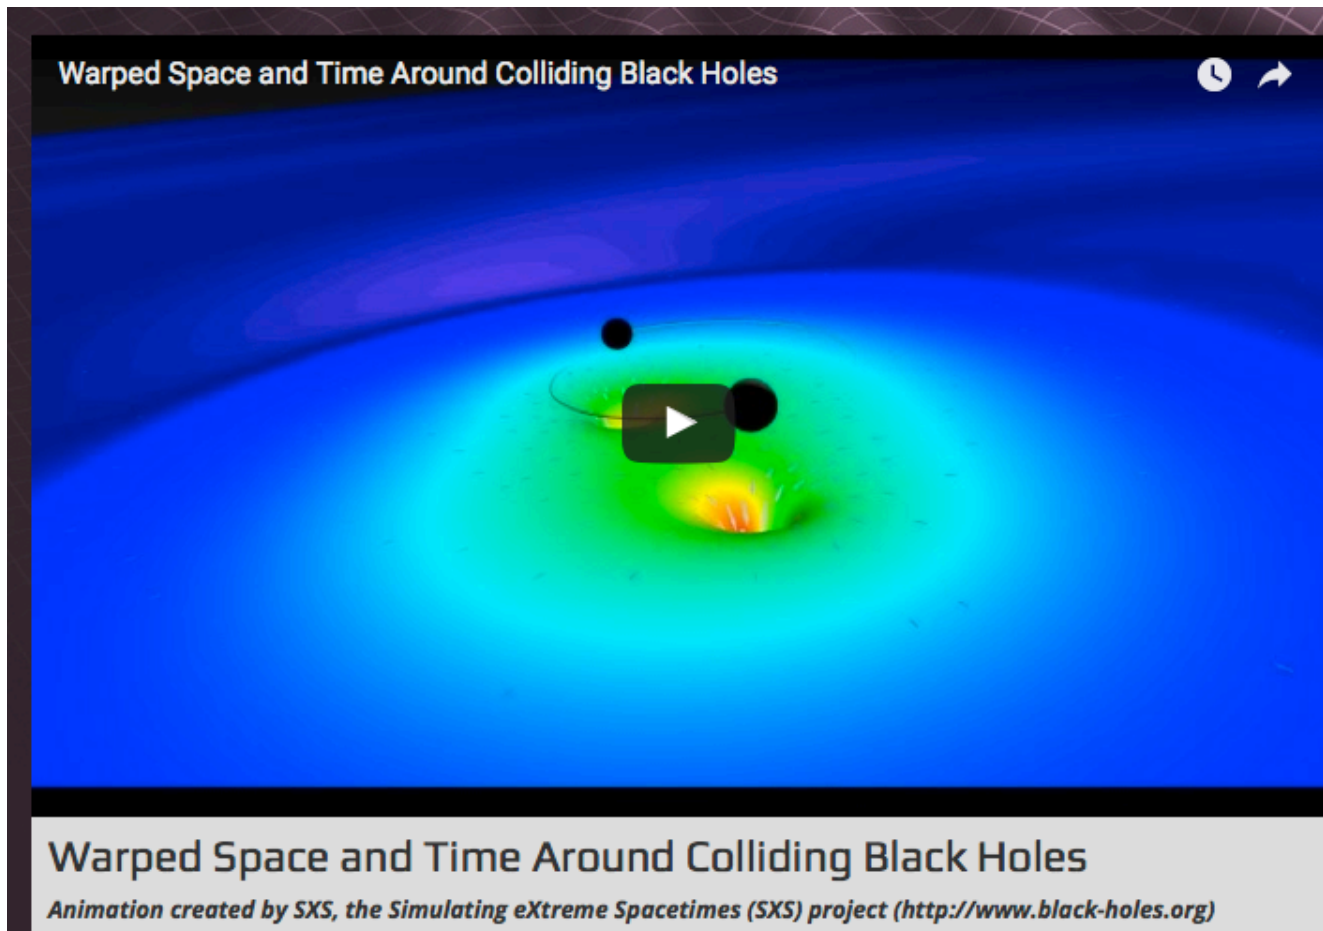 Warped Space and Time Around Colliding Black Holes
Warped Space and Time Around Colliding Black Holes
Animation created by SXS, the Simulating eXtreme Spacetimes (SXS) project (http://www.black-holes.org)